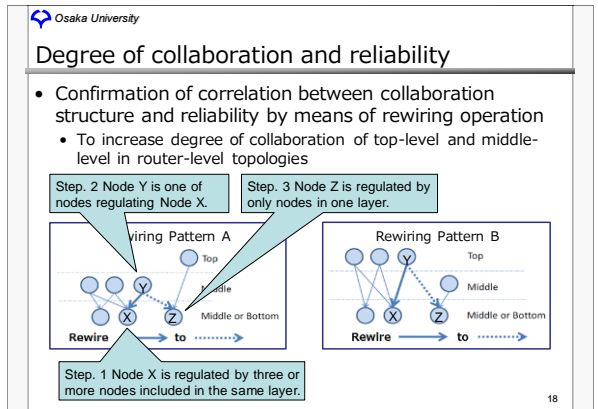 Osaka University
Degree of collaboration and reliability
• Confirmation of correlation between collaboration
structure and reliability by means of rewiring operation
• To increase degree of collaboration of top-level and middle-
level in router-level topologies
Step. 2 Node Y is one of
nodes regulating Node X.
Step. 3 Node Z is regulated by
only nodes in one layer.
wiring Pattern A
Top
Y
Middle
X
Z
Middle or Bottom
Rewire
to
Rewiring Pattern B
Y
Top
Middle
X
Z
Middle or Bottom
Rewire
to
Step. 1 Node X is regulated by three or
more nodes included in the same layer.
18